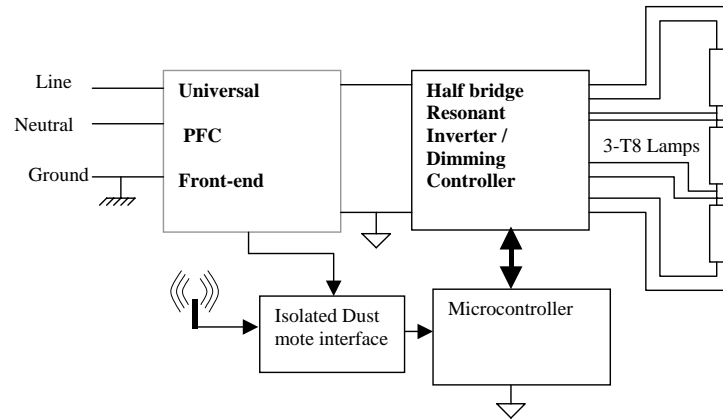 Line
Neutral
Ground
Universal
PFC
Front-end
Half bridge
Resonant
Inverter /
Dimming
Controller
3-T8 Lamps
Isolated Dust
mote interface
Microcontroller